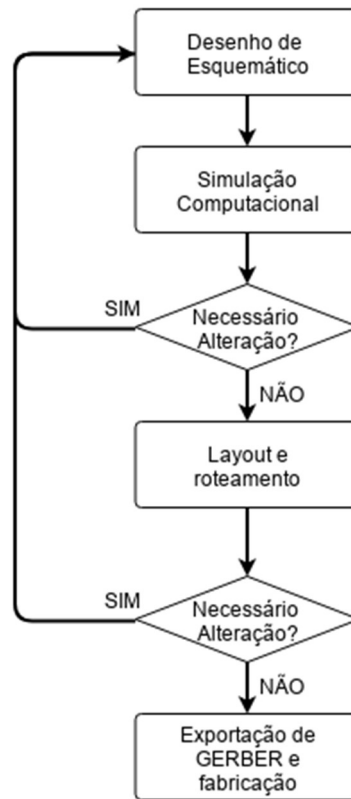 Desenho de
Esquemático
Simulação
Computacional
SIM
Necessário
Alteração?
NÃO
Layout e
roteamento
SIM
Necessário
Alteração?
NÃO
Exportação de
GERBER e
fabricação